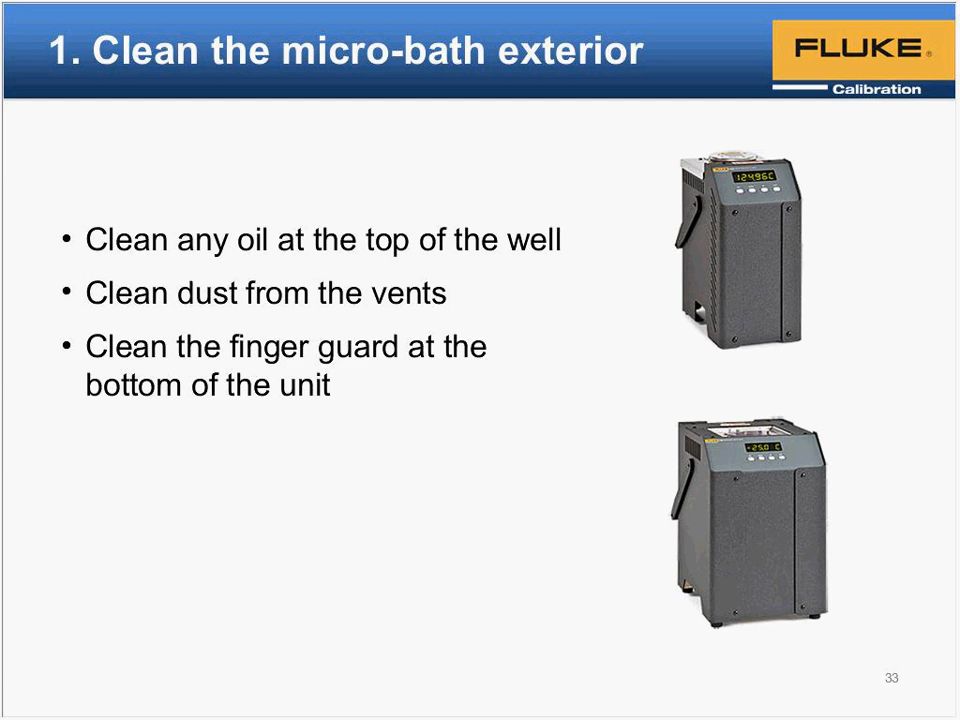 1. Clean the micro-bath exterior
FLUKE®
Calibration
124.96C
• Clean any oil at the top of the well
• Clean dust from the vents
• Clean the finger guard at the
bottom of the unit
-25.0 C
33